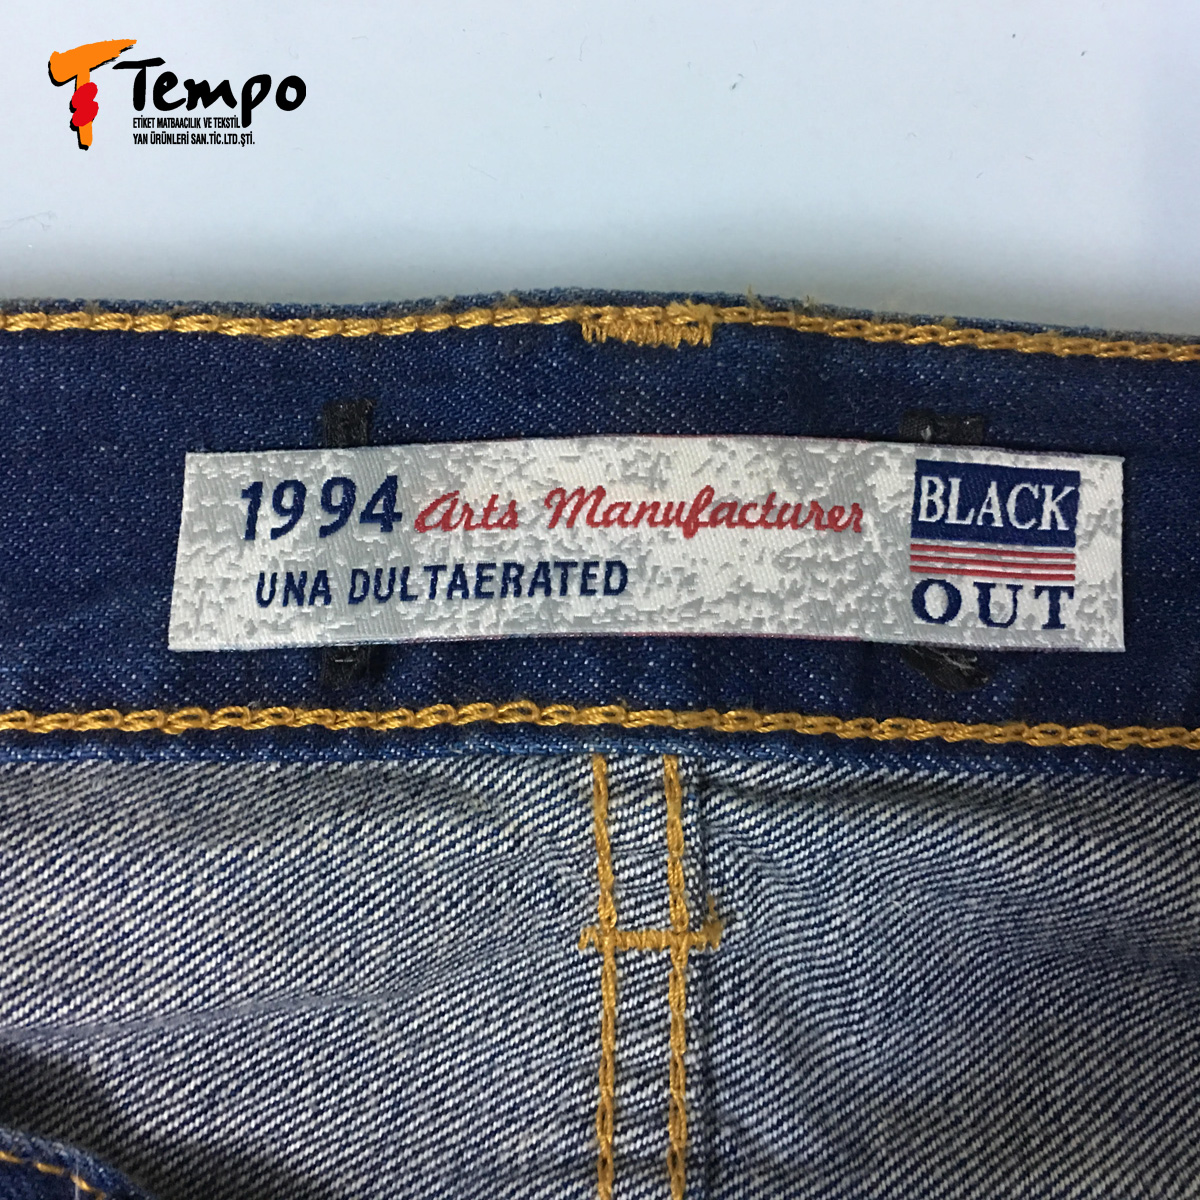 Tempo
ETİKET MATBAACILIK VE TEKSTİL
YAN ÜRÜNLERİ SAN.TİC.LTD.ŞTİ.
1994 Arts Manufacturer
UNA DULTAERATED
BLACK
OUT